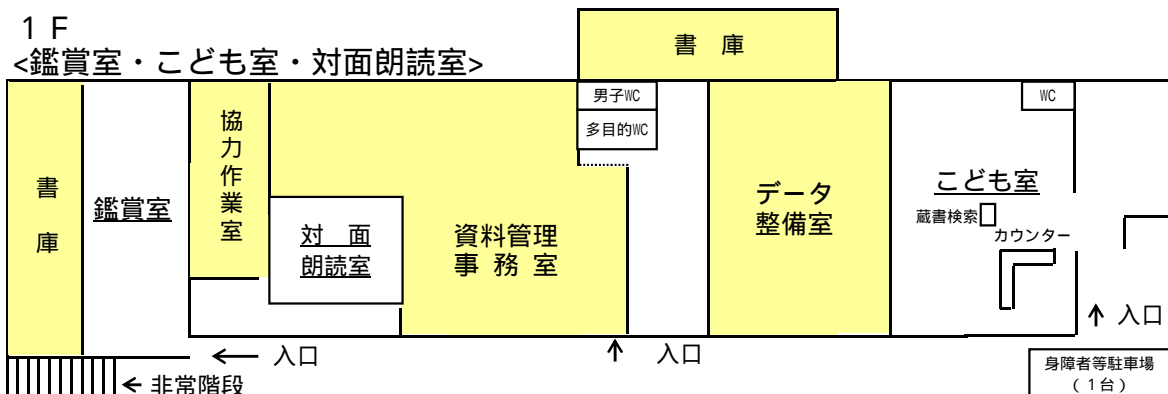 １Ｆ
<鑑賞室・こども室・対面朗読室>
書　庫
男子WC
多目的WC
WC
書
庫
鑑賞室
協
力
作
業
室
対　面
朗読室
資料管理
事 務 室
データ
整備室
こども室
蔵書検索
カウンター
← 入口
↑ 入口
↑ 入口
← 非常階段
身障者等駐車場
（１台）